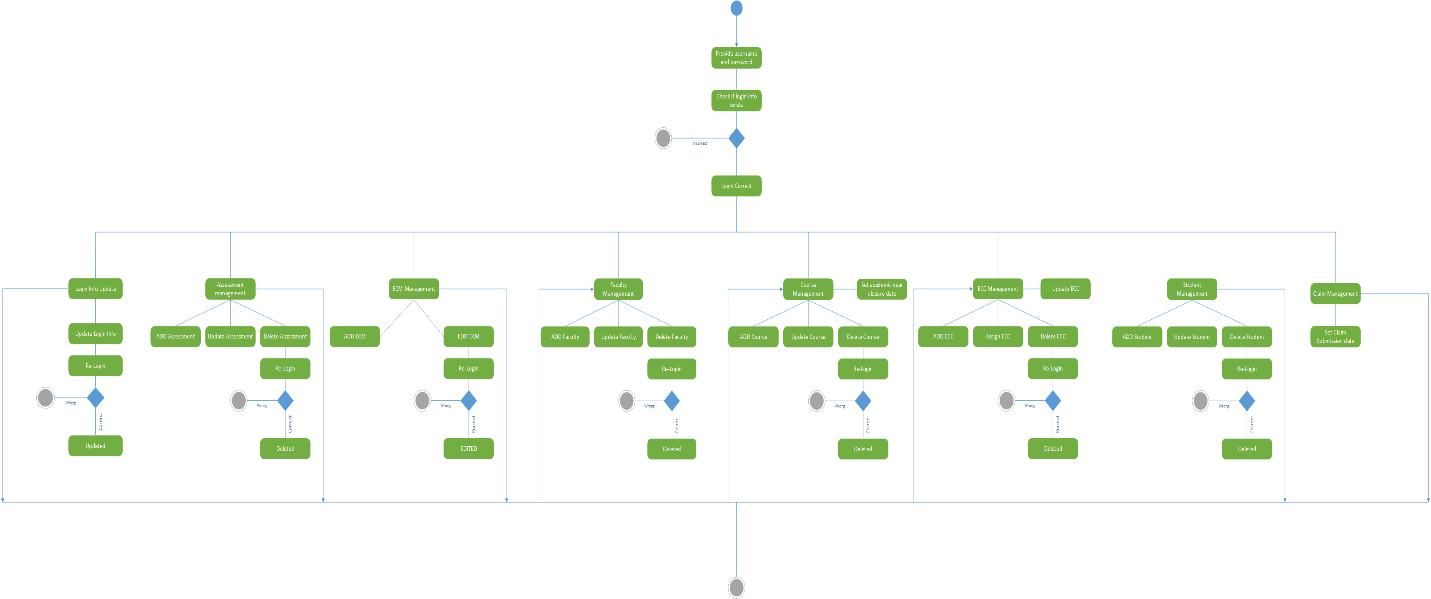 Provide username
and password
Check if login info
exists
Incorrect
Login Correct
Login Info Update
Assessment
management
ECM Management
Faculty
Management
Course
Management
Set academic year
closure date
ECC Management
Update ECC
Student
Management
Claim Management
Update Login Info
ADD Assessment
Update Assessment
Delete Assessment
ADD ECM
EDIT ECM
ADD Faculty
Update Faculty
Delete Faculty
ADD Course
Update Course
Delete Course
ADD ECC
Assign ECC
Delete ECC
ADD Student
Update Student
Delete Student
Set Claim
Submission date
Re-Login
Re-Login
Re-Login
Re-Login
Re-Login
Re-Login
Re-Login
Wrong
Wrong
Wrong
Wrong
Wrong
Wrong
Wrong
Correct
Correct
Correct
Correct
Correct
Correct
Correct
Updated
Deleted
EDITED
Deleted
Deleted
Deleted
Deleted